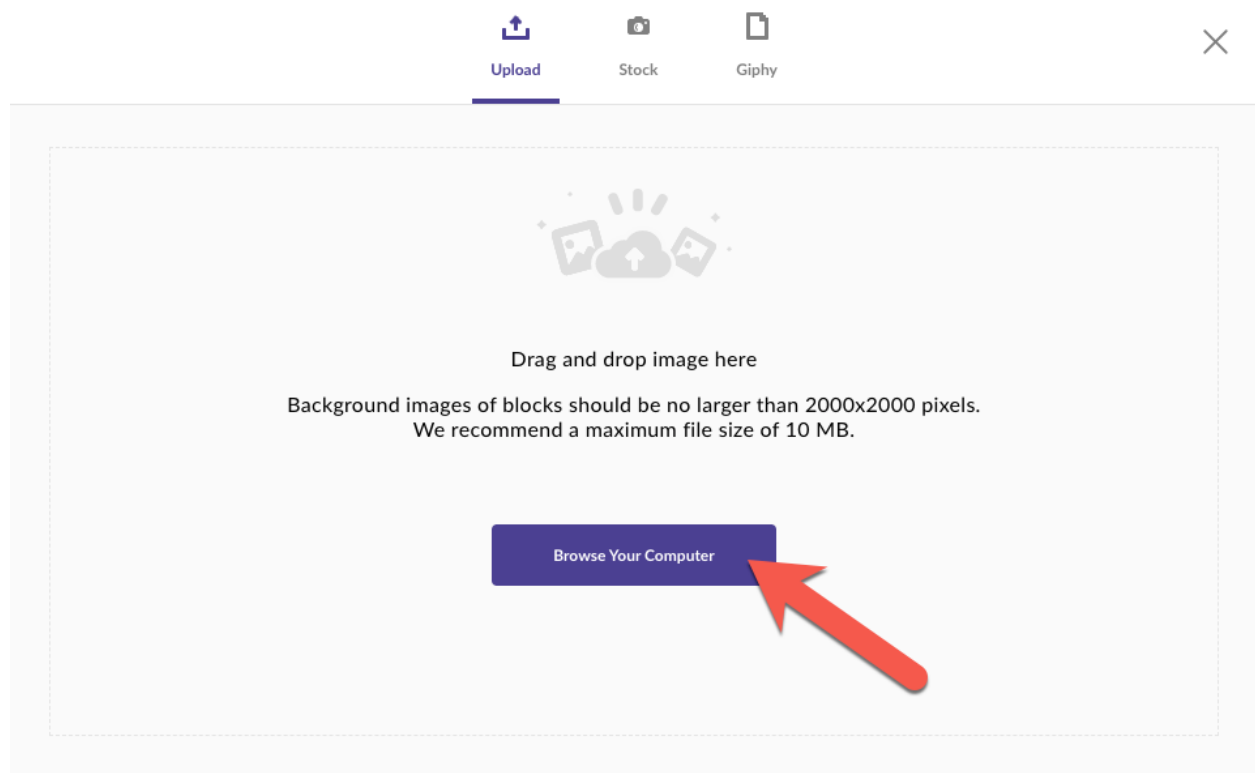 Upload
Stock
Giphy
Drag and drop image here
Background images of blocks should be no larger than 2000x2000 pixels.
We recommend a maximum file size of 10 MB.
Browse Your Computer